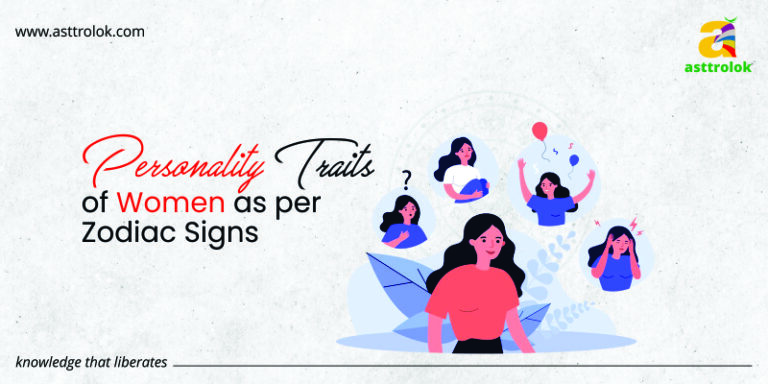 www.asttrolok.com
asttrolok
Personality Traits
of Women as per
Zodiac Signs
?
knowledge that liberates